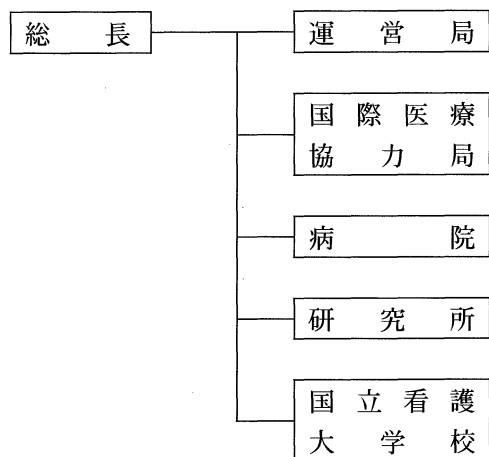 総長
運営局
国際医療
協力局
病院
研究所
国立看護
大学校